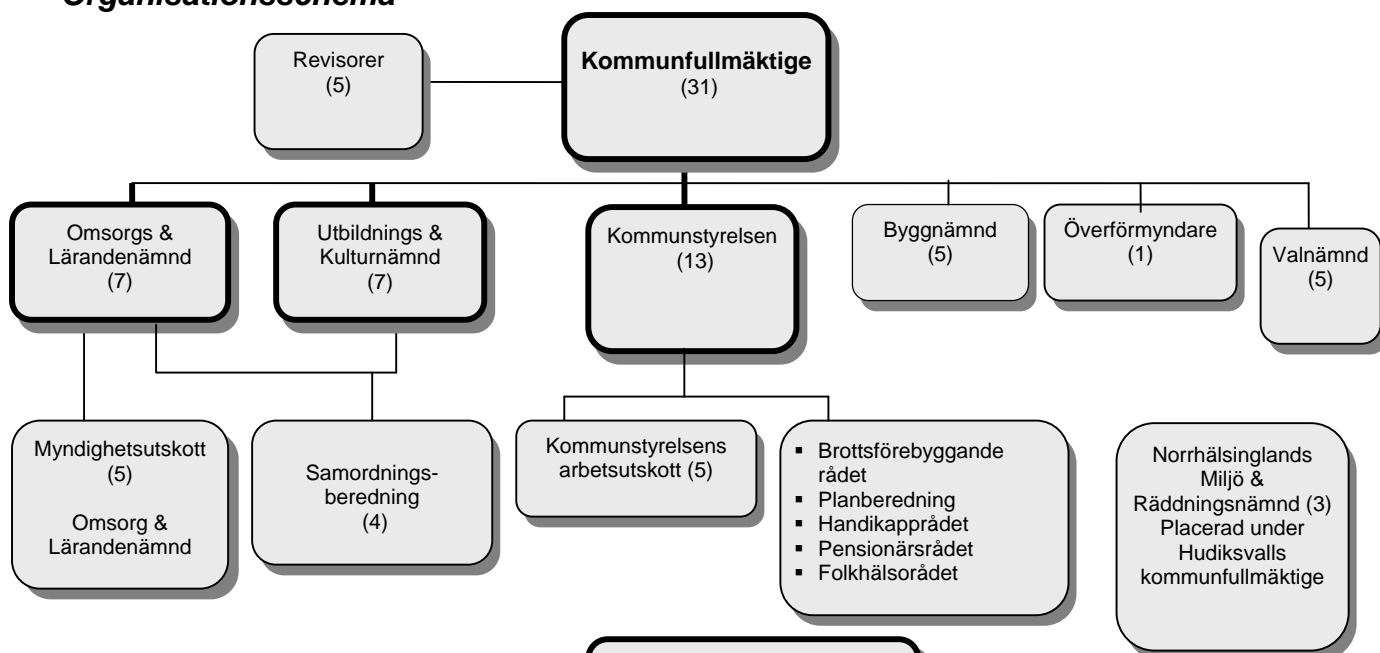 Organisationsschema
Revisorer
(5)
Kommunfullmäktige
(31)
Omsorgs &
Lärandenämnd
(7)
Utbildnings &
Kulturnämnd
(7)
Kommunstyrelsen
(13)
Byggnämnd
(5)
Överförmyndare
(1)
Valnämnd
(5)
Myndighetsutskott
(5)
Omsorg &
Lärandenämnd
Samordnings-
beredning
(4)
Kommunstyrelsens
arbetsutskott (5)
▪ Brottsförebyggande
rådet
▪ Planberedning
▪ Handikapprådet
▪ Pensionärsrådet
▪ Folkhälsorådet
Norrhälsinglands
Miljö &
Räddningsnämnd (3)
Placerad under
Hudiksvalls
kommunfullmäktige